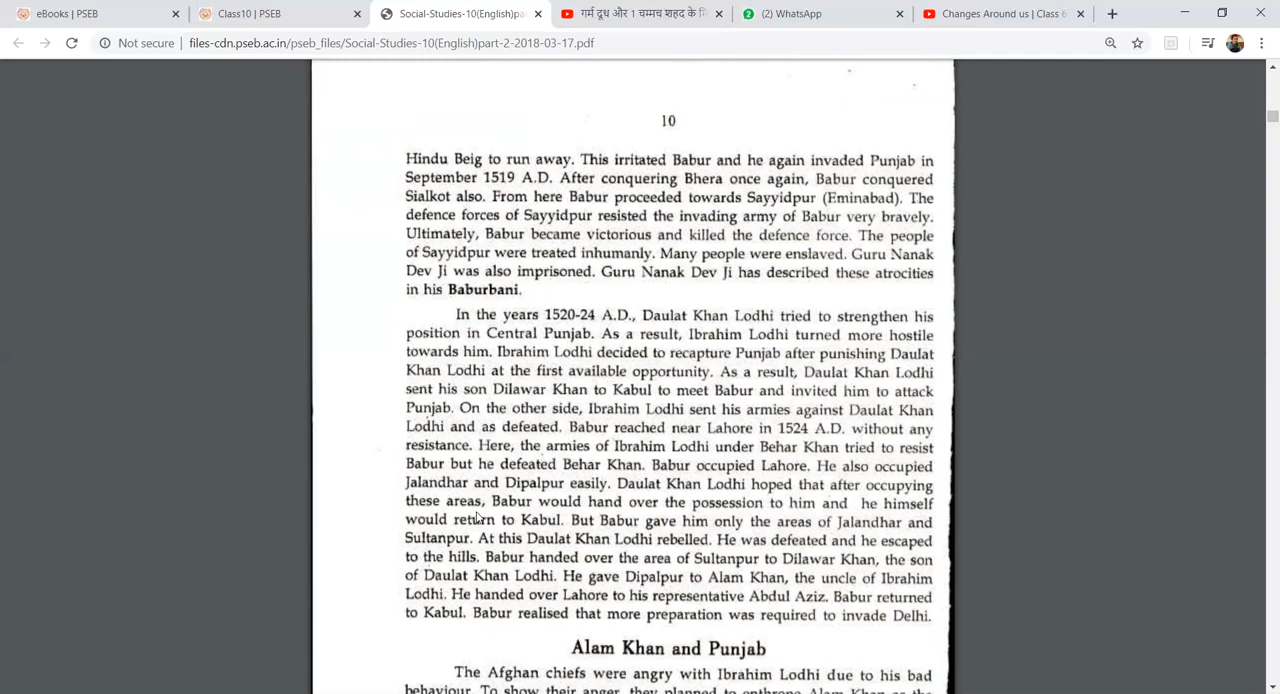 eBooks | PSEB
Class10 | PSEB
Social-Studies-10(English)par
गर्म दूध और 1 चम्मच शहद के मि
(2) WhatsApp
Changes Around us | Class 6
Not secure | files-cdn.pseb.ac.in/pseb_files/Social-Studies-10(English)part-2-2018-03-17.pdf
10
Hindu Beig to run away. This irritated Babur and he again invaded Punjab in
September 1519 A.D. After conquering Bhera once again, Babur conquered
Sialkot also. From here Babur proceeded towards Sayyidpur (Eminabad). The
defence forces of Sayyidpur resisted the invading army of Babur very bravely.
Ultimately, Babur became victorious and killed the defence force. The people
of Sayyidpur were treated inhumanly. Many people were enslaved. Guru Nanak
Dev Ji was also imprisoned. Guru Nanak Dev Ji has described these atrocities
in his Baburbani.
In the years 1520-24 A.D., Daulat Khan Lodhi tried to strengthen his
position in Central Punjab. As a result, Ibrahim Lodhi turned more hostile
towards him. Ibrahim Lodhi decided to recapture Punjab after punishing Daulat
Khan Lodhi at the first available opportunity. As a result, Daulat Khan Lodhi
sent his son Dilawar Khan to Kabul to meet Babur and invited him to attack
Punjab. On the other side, Ibrahim Lodhi sent his armies against Daulat Khan
Lodhi and as defeated. Babur reached near Lahore in 1524 A.D. without any
resistance. Here, the armies of Ibrahim Lodhi under Behar Khan tried to resist
Babur but he defeated Behar Khan. Babur occupied Lahore. He also occupied
Jalandhar and Dipalpur easily. Daulat Khan Lodhi hoped that after occupying
these areas, Babur would hand over the possession to him and he himself
would return to Kabul. But Babur gave him only the areas of Jalandhar and
Sultanpur. At this Daulat Khan Lodhi rebelled. He was defeated and he escaped
to the hills. Babur handed over the area of Sultanpur to Dilawar Khan, the son
of Daulat Khan Lodhi. He gave Dipalpur to Alam Khan, the uncle of Ibrahim
Lodhi. He handed over Lahore to his representative Abdul Aziz. Babur returned
to Kabul. Babur realised that more preparation was required to invade Delhi.
Alam Khan and Punjab
The Afghan chiefs were angry with Ibrahim Lodhi due to his bad
behaviour. To show their anger, they planned to enthrone Alam Khan as the